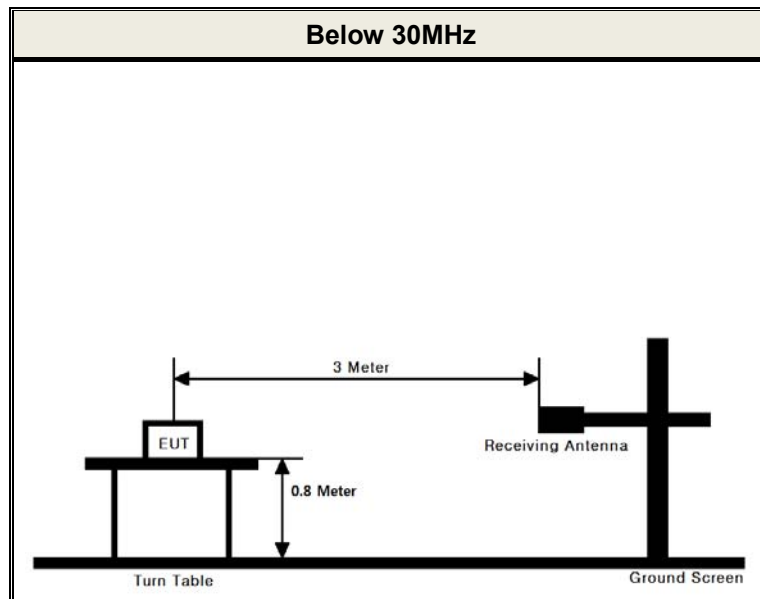 Below 30MHz
3 Meter
EUT
Receiving Antenna
0.8 Meter
Turn Table
Ground Screen